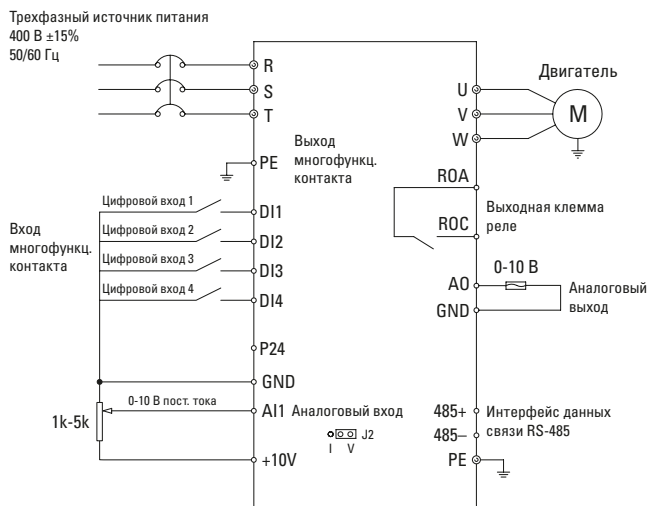 Трехфазный источник питания
400 В ±15%
50/60 Гц
R
S
T
PE
Выход
многофункц.
контакта
Цифровой вход 1
Цифровой вход 2
Цифровой вход 3
Цифровой вход 4
Вход
многофункц.
контакта
DI1
DI2
DI3
DI4
P24
GND
0-10 В пост. тока
1k-5k
AI1 Аналоговый вход
J2
I V
+10V
Двигатель
U
V
W
M
ROA
ROC
Выходная клемма
реле
0-10 В
AO
GND
Аналоговый
выход
485+
485–
Интерфейс данных
связи RS-485
PE